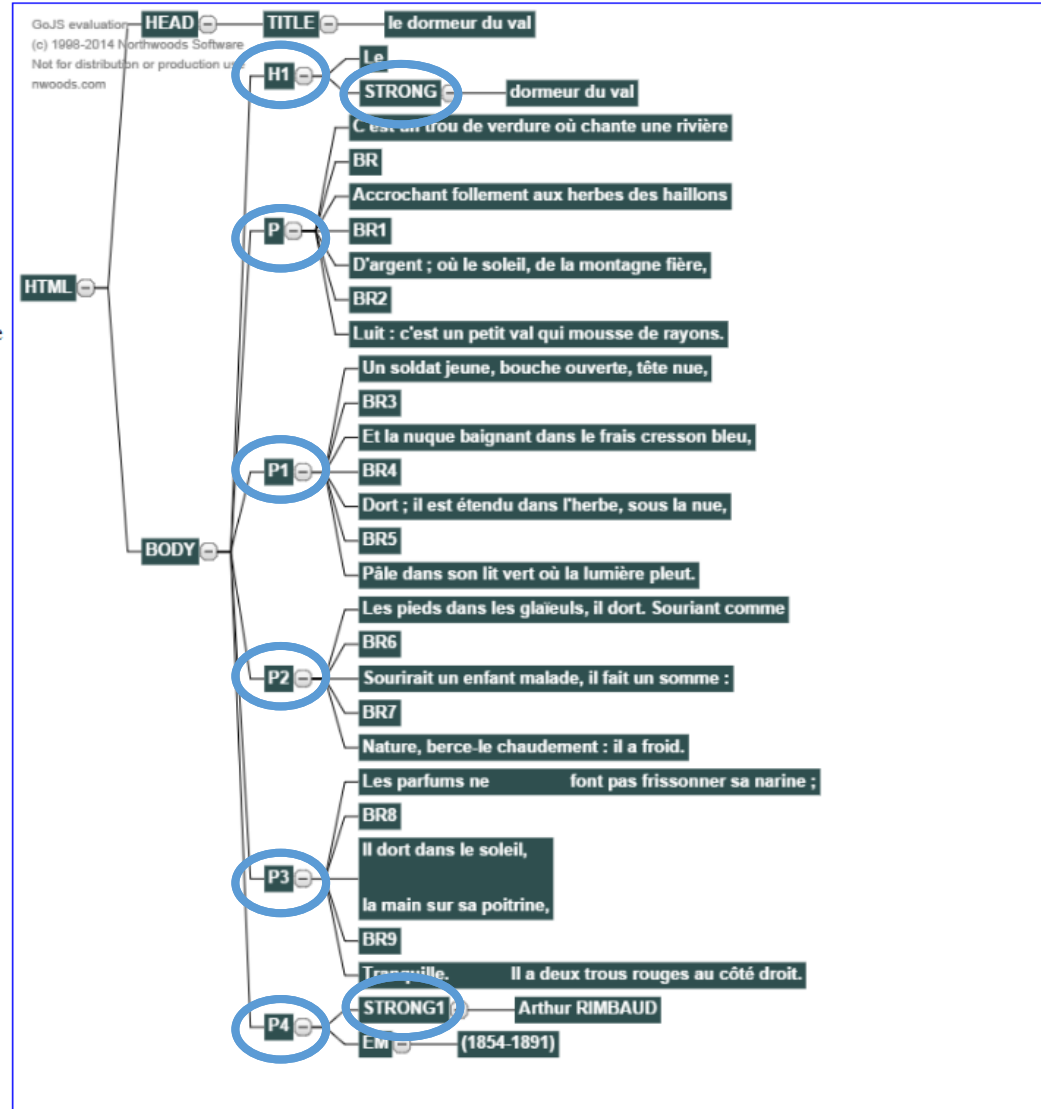 GoJS evaluation
(c) 1998-2014 Northwoods Software
Not for distribution or production use
nwoods.com
HEAD
TITLE
le dormeur du val
H1
Le
STRONG
dormeur du val
C'est un trou de verdure où chante une rivière
BR
Accrochant follement aux herbes des haillons
P
BR1
D'argent ; où le soleil, de la montagne fière,
HTML
BR2
Luit : c'est un petit val qui mousse de rayons.
Un soldat jeune, bouche ouverte, tête nue,
BR3
Et la nuque baignant dans le frais cresson bleu,
P1
BR4
Dort ; il est étendu dans l'herbe, sous la nue,
BODY
BR5
Pâle dans son lit vert où la lumière pleut.
Les pieds dans les glaïeuls, il dort. Souriant comme
BR6
P2
Sourirait un enfant malade, il fait un somme :
BR7
Nature, berce-le chaudement : il a froid.
Les parfums ne font pas frissonner sa narine ;
BR8
Il dort dans le soleil,
P3
la main sur sa poitrine,
BR9
Tranquille. Il a deux trous rouges au côté droit.
P4
STRONG1
Arthur RIMBAUD
EM
(1854-1891)